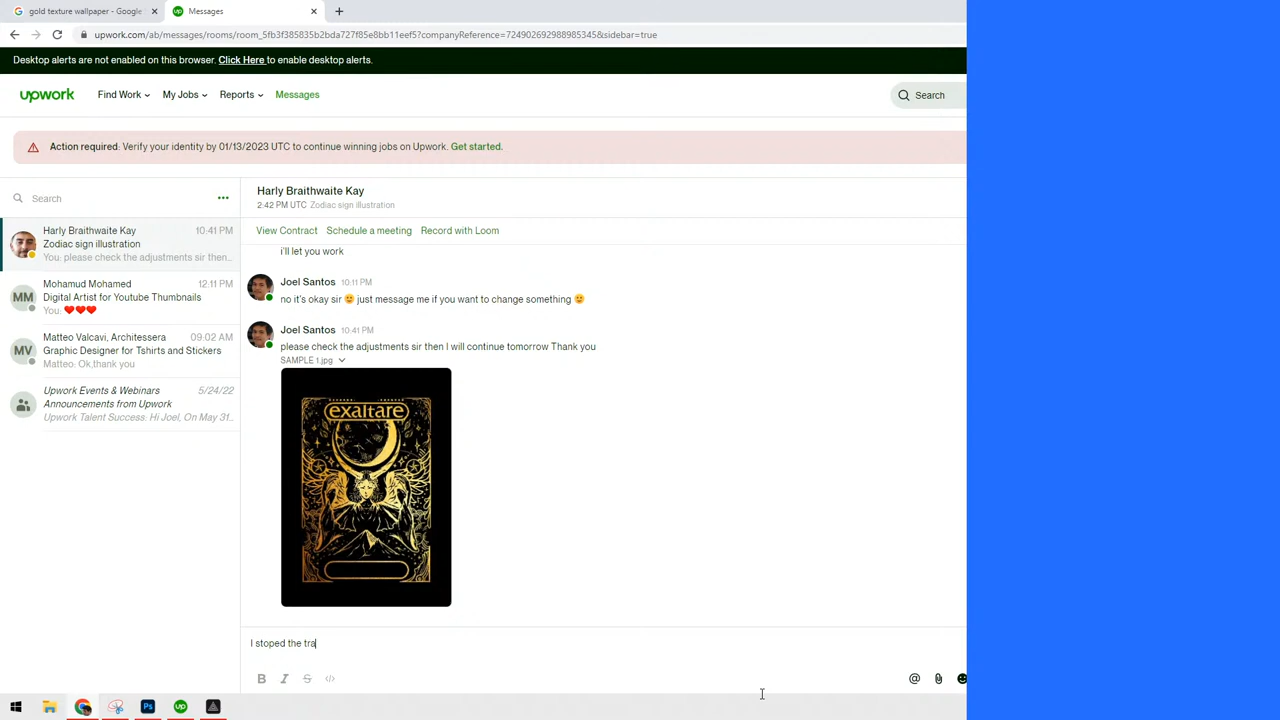 gold texture wallpaper - Google
Messages
upwork.com/ab/messages/rooms/room_5fb3f385835b2bda727f85e8bb11eef5?companyReference=724902692988985345&sidebar=true
Desktop alerts are not enabled on this browser. Click Here to enable desktop alerts.
upwork
Find Work
My Jobs
Reports
Messages
Search
Action required: Verify your identity by 01/13/2023 UTC to continue winning jobs on Upwork. Get started.
Search
Harly Braithwaite Kay 10:41 PM
Zodiac sign illustration
You: please check the adjustments sir then...
MM
Mohamud Mohamed 12:11 PM
Digital Artist for Youtube Thumbnails
You: ❤️❤️❤️
MV
Matteo Valcavi, Architessera 09:02 AM
Graphic Designer for Tshirts and Stickers
Matteo: Ok,thank you
Upwork Events & Webinars 5/24/22
Announcements from Upwork
Upwork Talent Success: Hi Joel, On May 31...
Harly Braithwaite Kay
2:42 PM UTC Zodiac sign illustration
View Contract Schedule a meeting Record with Loom
i'll let you work
Joel Santos 10:11 PM
no it's okay sir 🙂 just message me if you want to change something 🙂
Joel Santos 10:41 PM
please check the adjustments sir then I will continue tomorrow Thank you
SAMPLE 1.jpg
exaltare
I stoped the tra
B I S </>
@
Ps
up